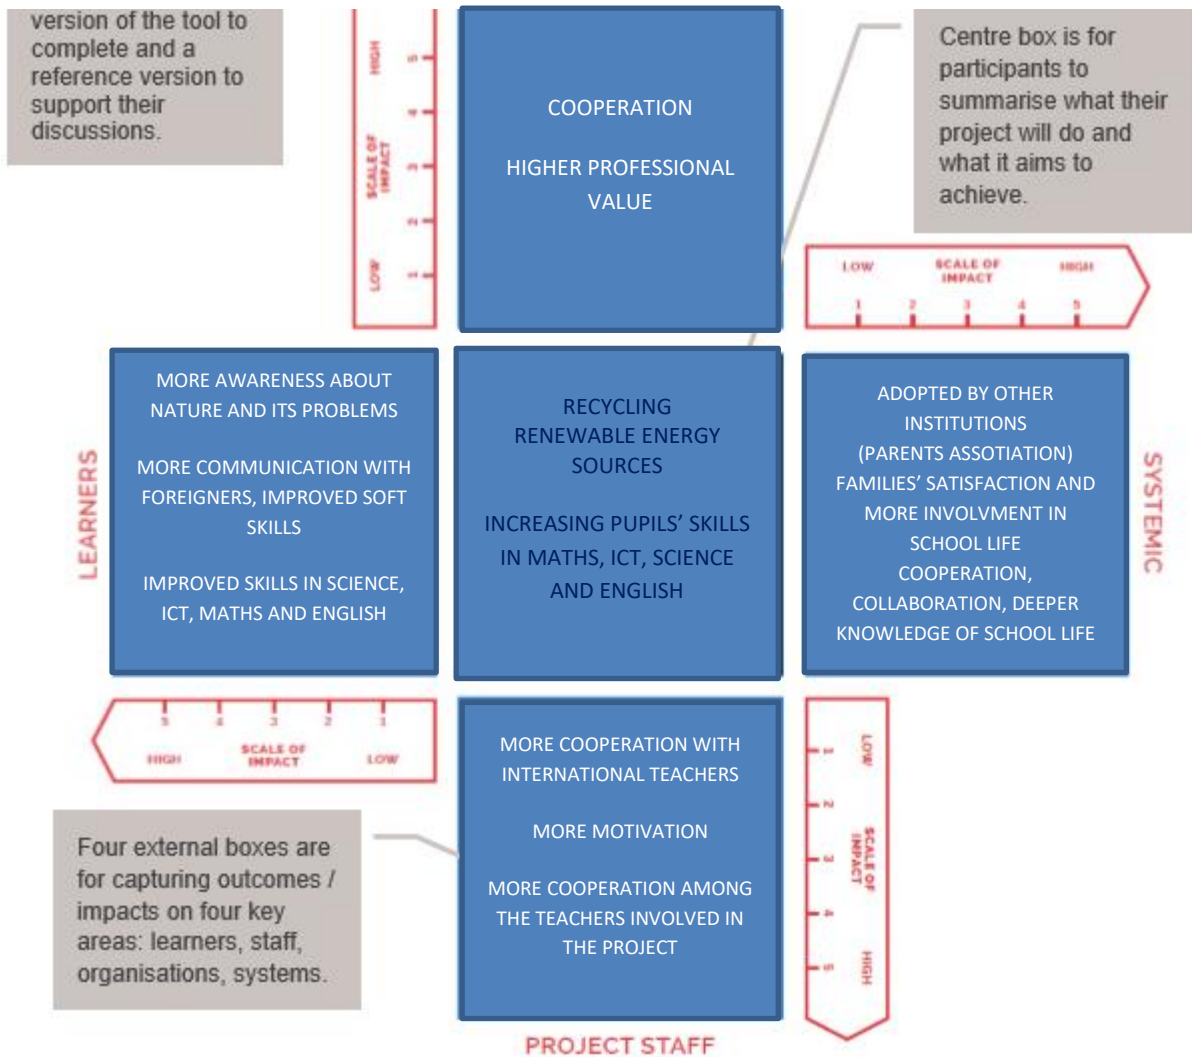 version of the tool to
complete and a
reference version to
support their
discussions.
HIGH
SCALE OF
IMPACT
LOW
5
4
3
2
1
COOPERATION
HIGHER PROFESSIONAL
VALUE
Centre box is for
participants to
summarise what their
project will do and
what it aims to
achieve.
LOW
SCALE OF
IMPACT
HIGH
1
2
3
4
5
LEARNERS
MORE AWARENESS ABOUT
NATURE AND ITS PROBLEMS
MORE COMMUNICATION WITH
FOREIGNERS, IMPROVED SOFT
SKILLS
IMPROVED SKILLS IN SCIENCE,
ICT, MATHS AND ENGLISH
RECYCLING
RENEWABLE ENERGY
SOURCES
INCREASING PUPILS’ SKILLS
IN MATHS, ICT, SCIENCE
AND ENGLISH
ADOPTED BY OTHER
INSTITUTIONS
(PARENTS ASSOTIATION)
FAMILIES’ SATISFACTION AND
MORE INVOLVMENT IN
SCHOOL LIFE
COOPERATION,
COLLABORATION, DEEPER
KNOWLEDGE OF SCHOOL LIFE
SYSTEMIC
5
4
3
2
1
HIGH
SCALE OF
IMPACT
LOW
MORE COOPERATION WITH
INTERNATIONAL TEACHERS
MORE MOTIVATION
MORE COOPERATION AMONG
THE TEACHERS INVOLVED IN
THE PROJECT
1
2
3
4
5
LOW
SCALE OF
IMPACT
HIGH
Four external boxes are
for capturing outcomes /
impacts on four key
areas: learners, staff,
organisations, systems.
PROJECT STAFF